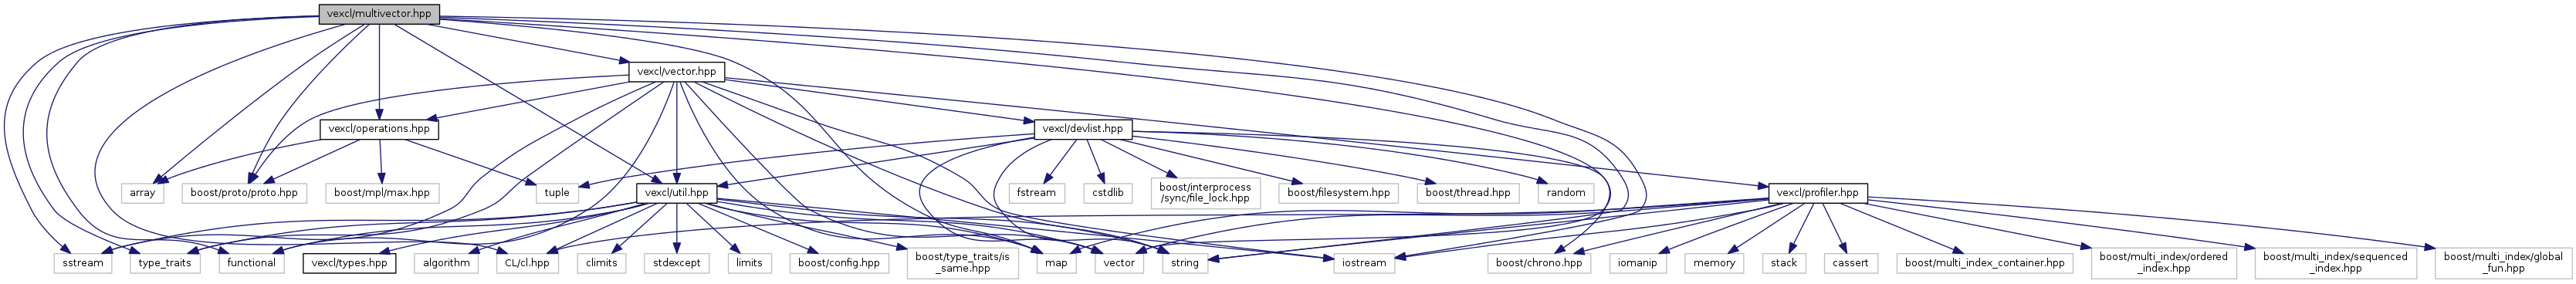 vexcl/multivector.hpp
vexcl/vector.hpp
vexcl/operations.hpp
vexcl/devlist.hpp
array
boost/proto/proto.hpp
boost/mpl/max.hpp
tuple
vexcl/util.hpp
fstream
cstdlib
boost/interprocess
/sync/file_lock.hpp
boost/filesystem.hpp
boost/thread.hpp
random
vexcl/profiler.hpp
sstream
type_traits
functional
vexcl/types.hpp
algorithm
CL/cl.hpp
climits
stdexcept
limits
boost/config.hpp
boost/type_traits/is
_same.hpp
map
vector
string
iostream
boost/chrono.hpp
iomanip
memory
stack
cassert
boost/multi_index_container.hpp
boost/multi_index/ordered
_index.hpp
boost/multi_index/sequenced
_index.hpp
boost/multi_index/global
_fun.hpp